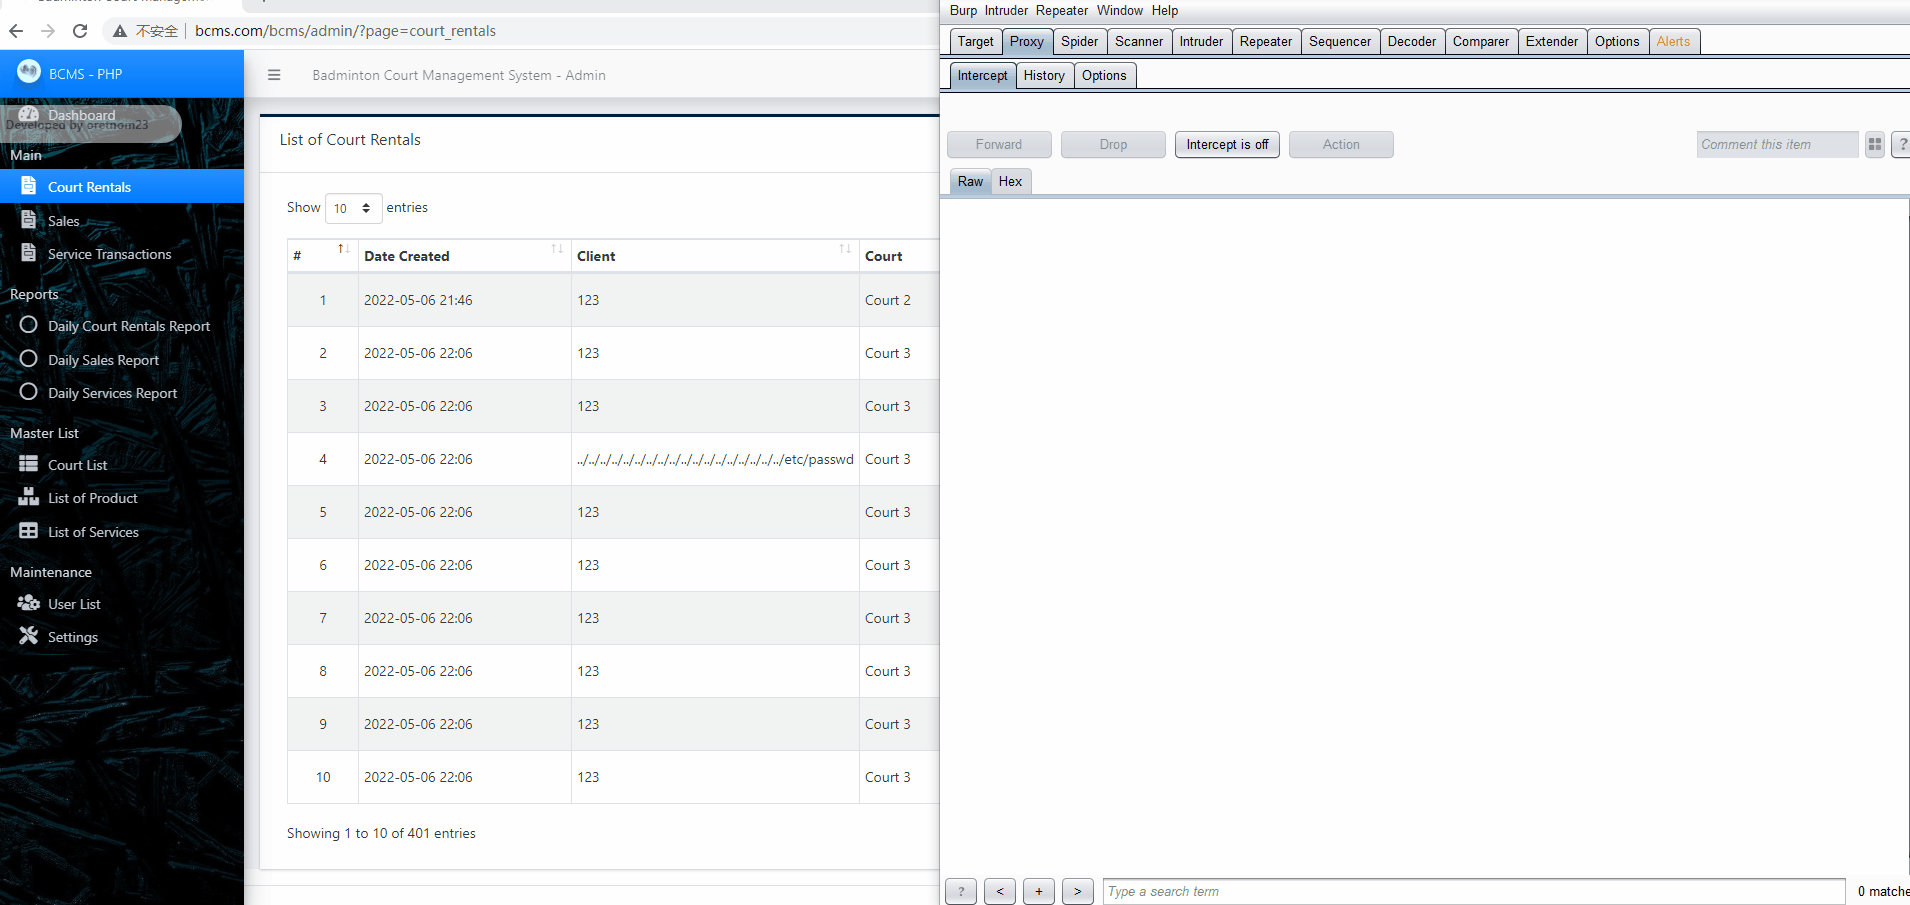 不安全 bcms.com/bcms/admin/?page=court_rentals
BCMS - PHP
Dashboard
Developed by oretnom23
Main
Court Rentals
Sales
Service Transactions
Reports
Daily Court Rentals Report
Daily Sales Report
Daily Services Report
Master List
Court List
List of Product
List of Services
Maintenance
User List
Settings
Badminton Court Management System - Admin
List of Court Rentals
Show 10 entries
# Date Created Client Court
1 2022-05-06 21:46 123 Court 2
2 2022-05-06 22:06 123 Court 3
3 2022-05-06 22:06 123 Court 3
4 2022-05-06 22:06 ../../../../../../../../../../../../../../../../../../etc/passwd Court 3
5 2022-05-06 22:06 123 Court 3
6 2022-05-06 22:06 123 Court 3
7 2022-05-06 22:06 123 Court 3
8 2022-05-06 22:06 123 Court 3
9 2022-05-06 22:06 123 Court 3
10 2022-05-06 22:06 123 Court 3
Showing 1 to 10 of 401 entries
Burp Intruder Repeater Window Help
Target Proxy Spider Scanner Intruder Repeater Sequencer Decoder Comparer Extender Options Alerts
Intercept History Options
Forward Drop Intercept is off Action Comment this item ?
Raw Hex
? < + > Type a search term 0 matche